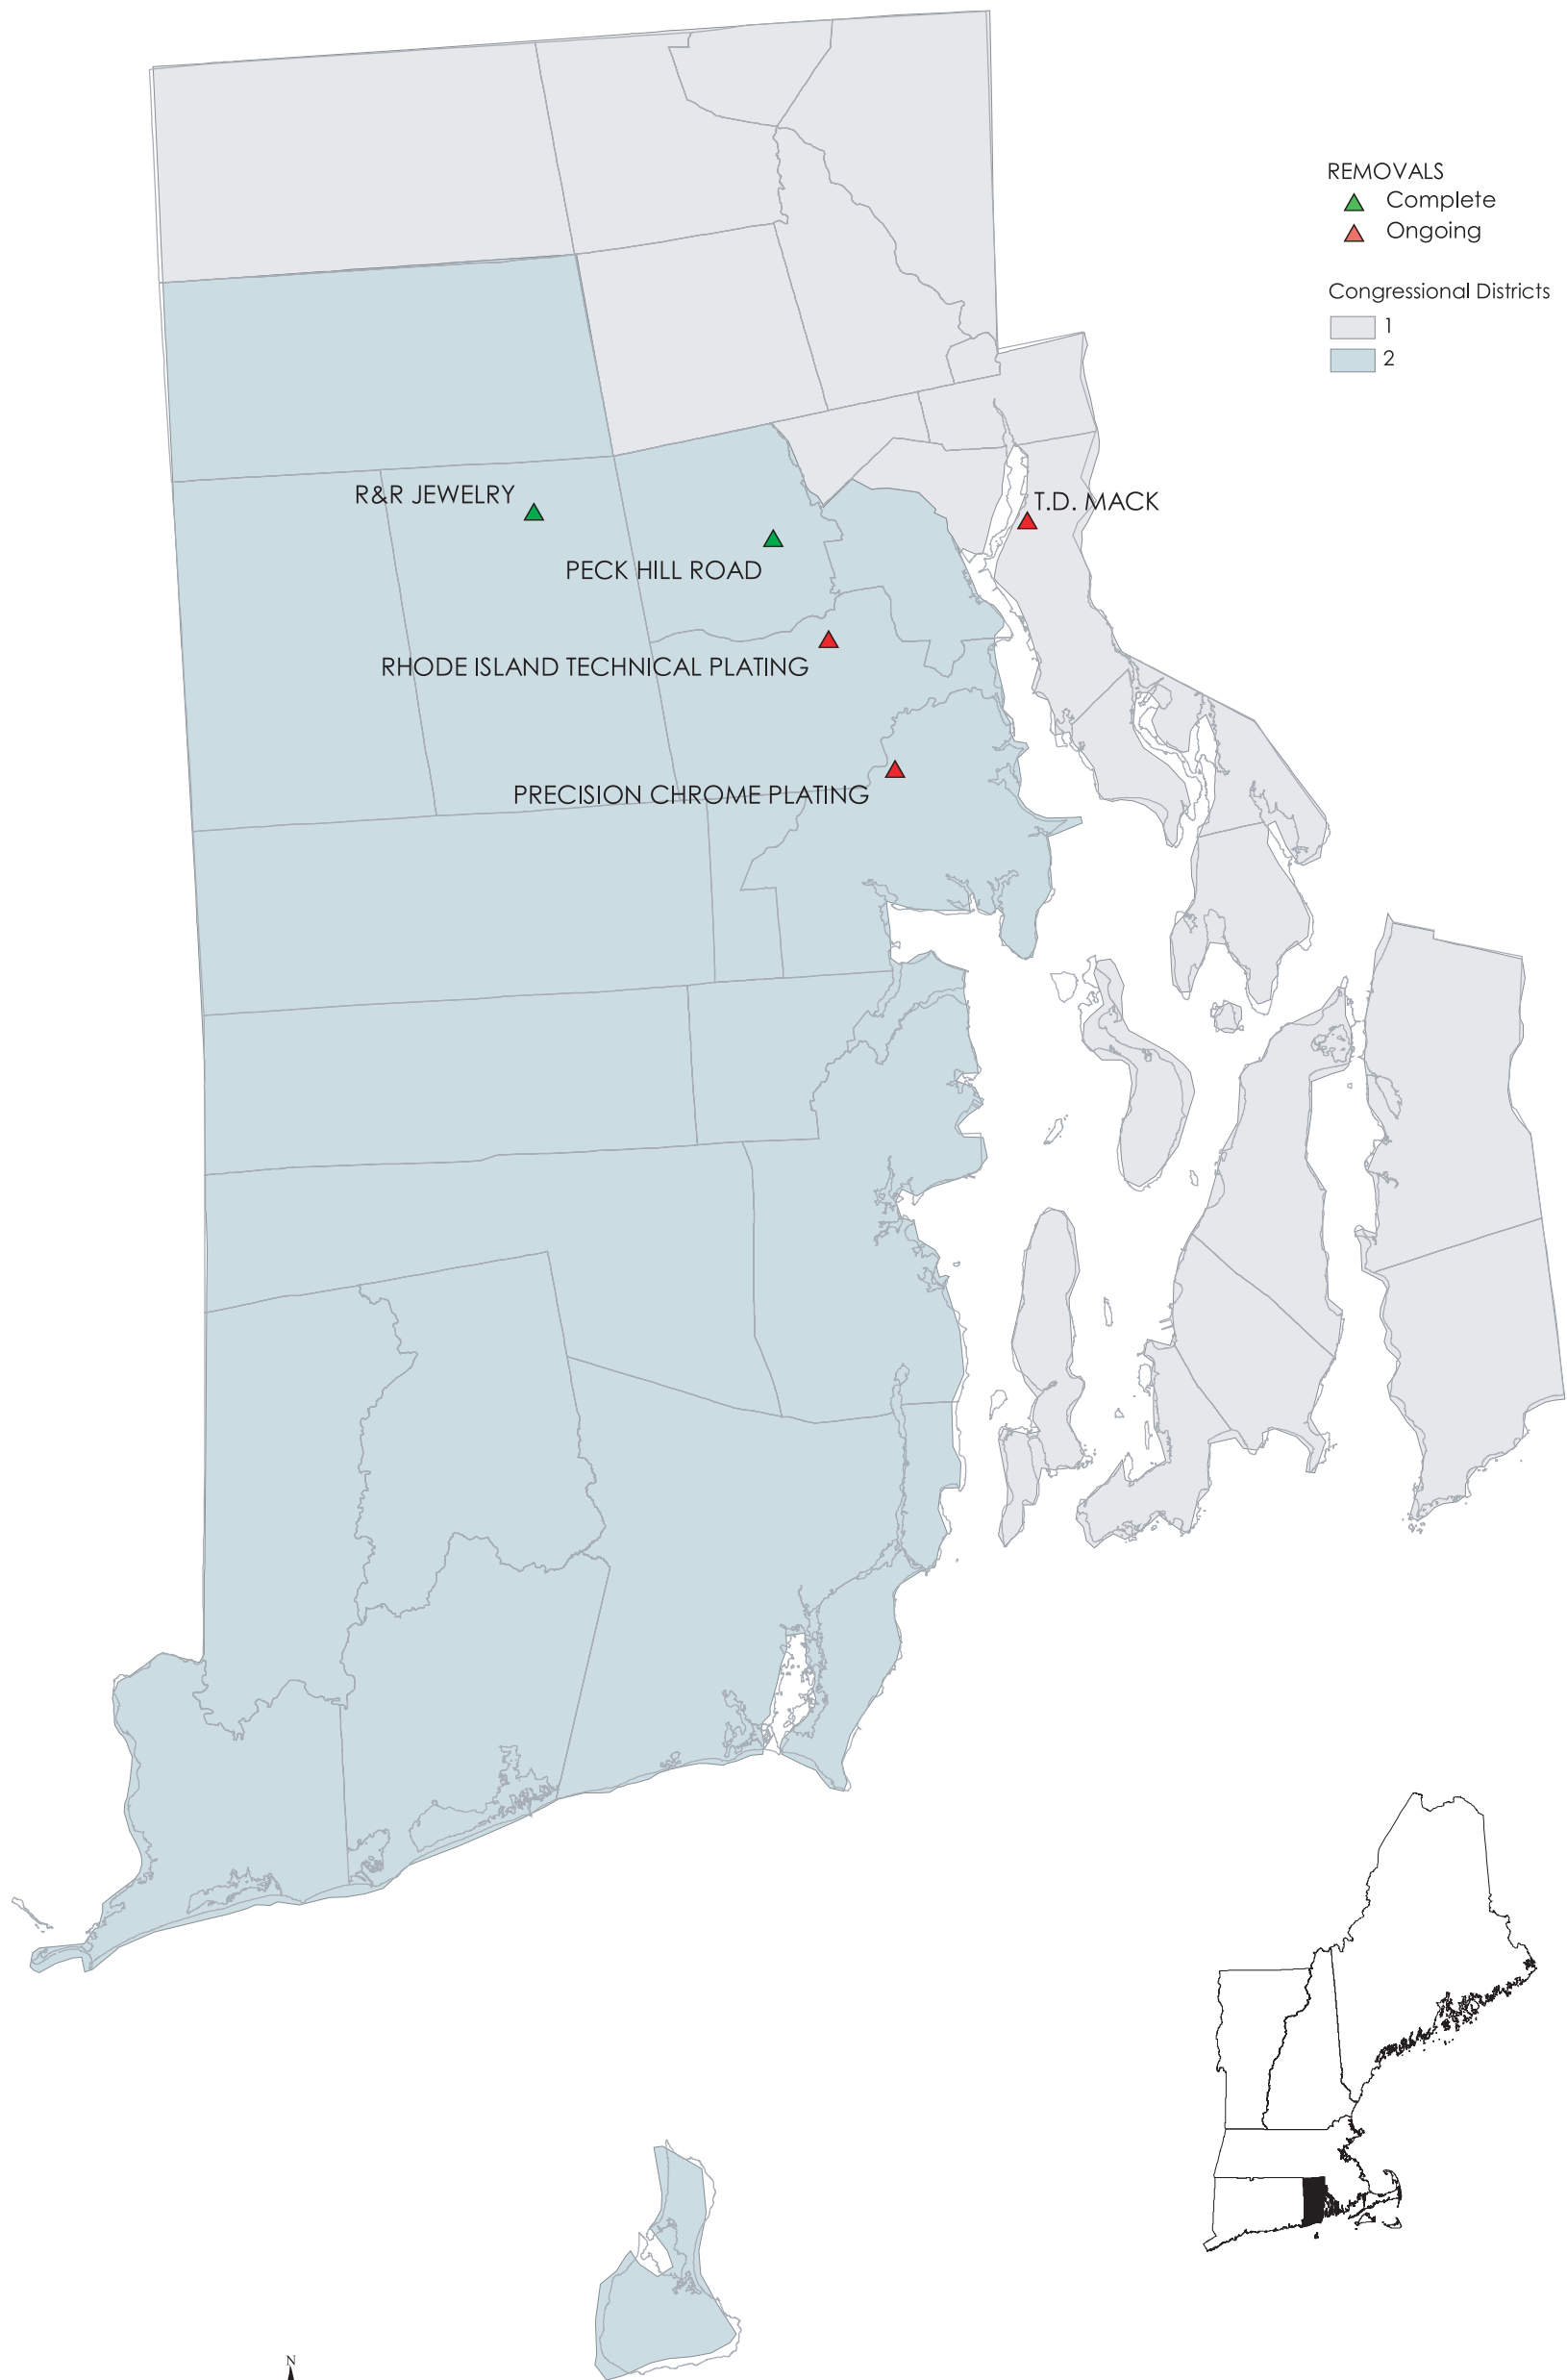 REMOVALS
Complete
Ongoing
Congressional Districts
1
2
R&R JEWELRY
T.D. MACK
PECK HILL ROAD
RHODE ISLAND TECHNICAL PLATING
PRECISION CHROME PLATING
N